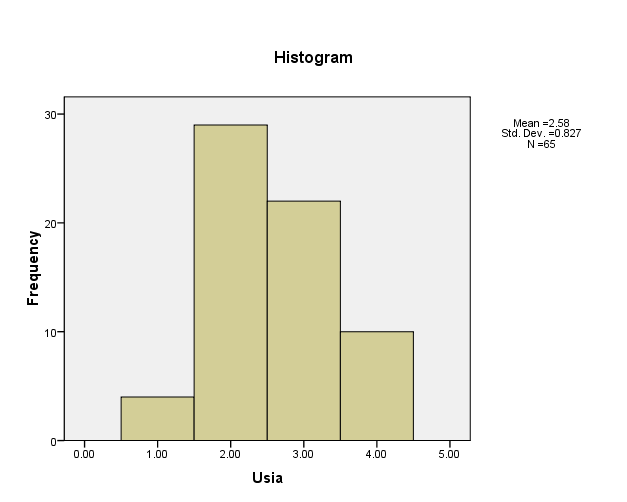 Histogram
Mean =2.58
Std. Dev. =0.827
N =65
Frequency
30
20
10
0
0.00 1.00 2.00 3.00 4.00 5.00
Usia